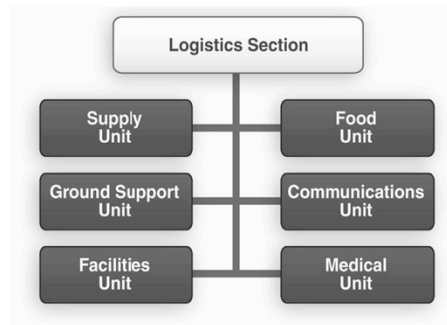 Logistics Section
Supply
Unit
Food
Unit
Ground Support
Unit
Communications
Unit
Facilities
Unit
Medical
Unit